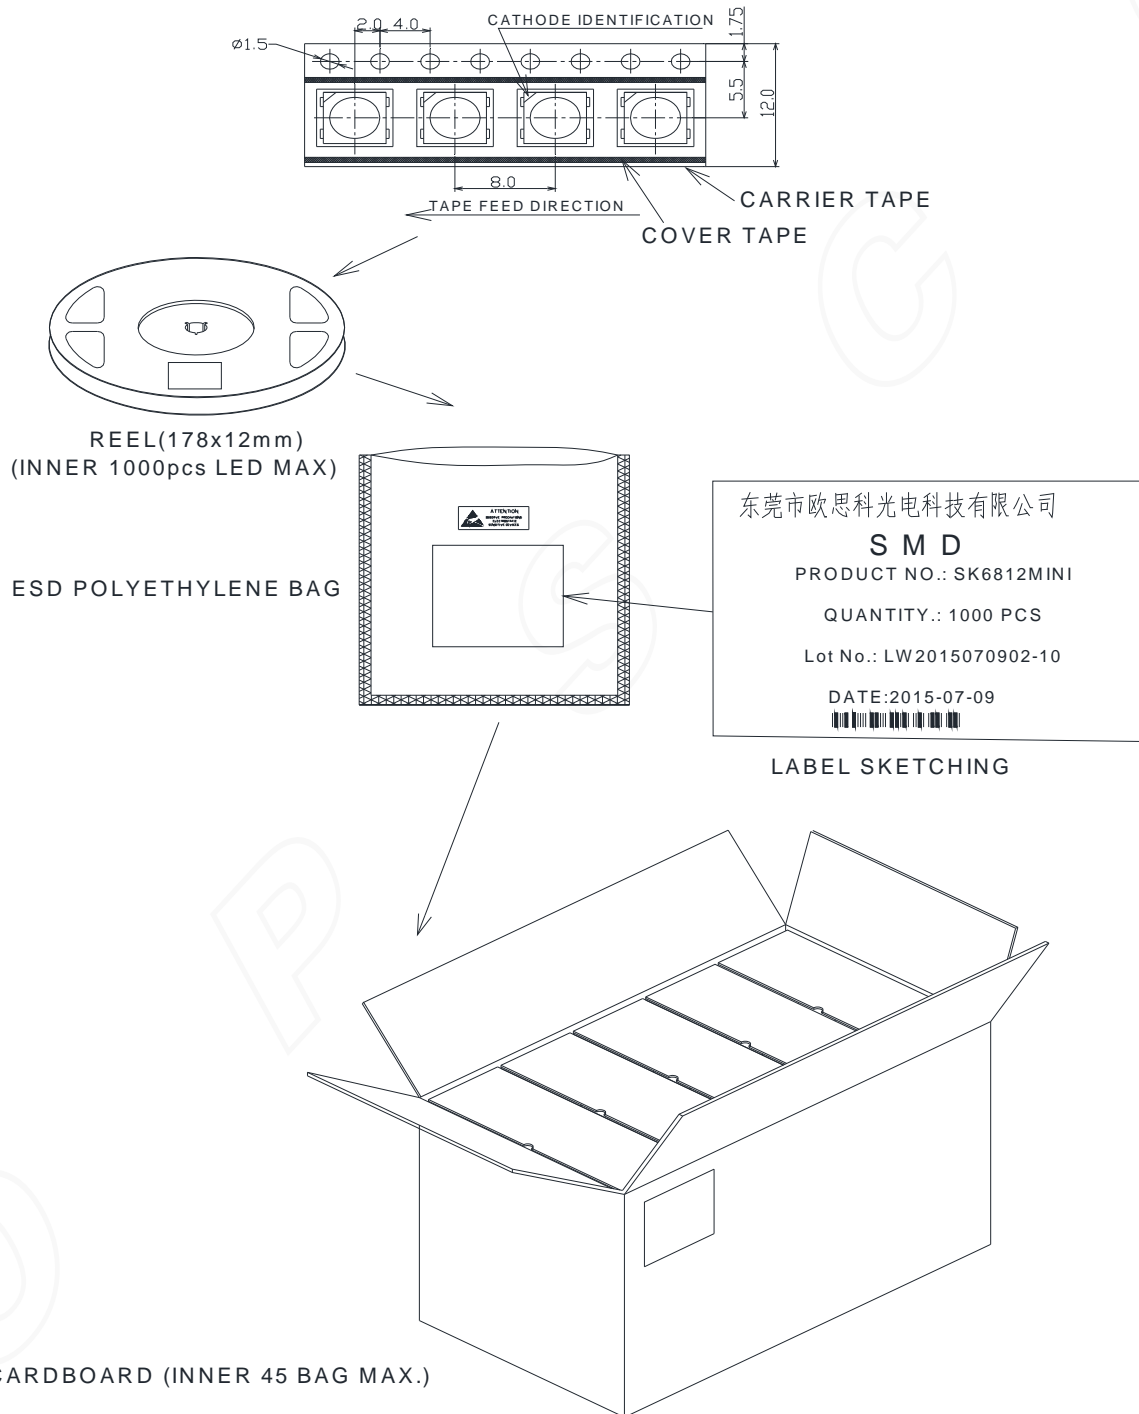 2.0 4.0
CATHODE IDENTIFICATION
1.75
Ø1.5
5.5
12.0
8.0
TAPE FEED DIRECTION
CARRIER TAPE
COVER TAPE
REEL(178x12mm)
(INNER 1000pcs LED MAX)
ATTENTION
东莞市欧思科光电科技有限公司
SMD
PRODUCT NO.: SK6812MINI
QUANTITY.: 1000 PCS
Lot No.: LW2015070902-10
DATE:2015-07-09
ESD POLYETHYLENE BAG
LABEL SKETCHING
CARDBOARD (INNER 45 BAG MAX.)
O P S C